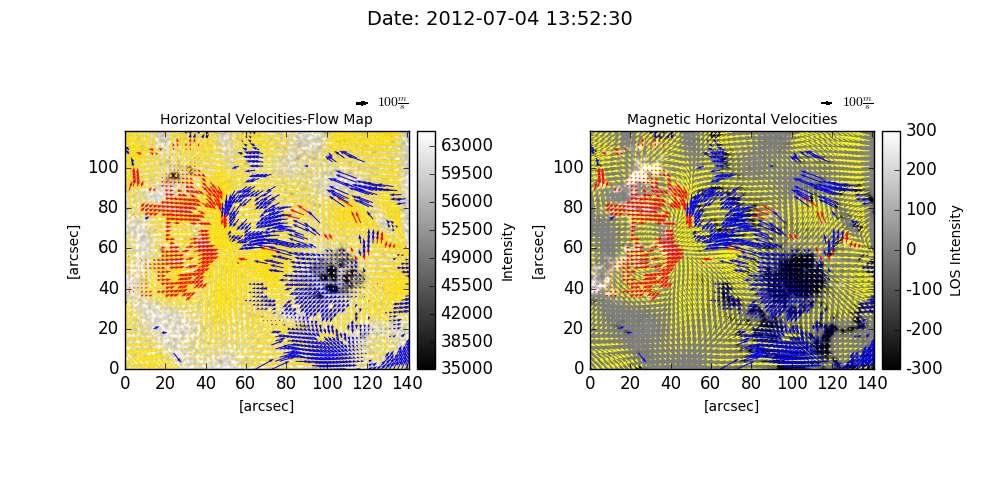 Date: 2012-07-04 13:52:30
100 m/s
100 m/s
Horizontal Velocities-Flow Map
Magnetic Horizontal Velocities
[arcsec]
100
80
60
40
20
0
0 20 40 60 80 100 120 140
[arcsec]
63000
59500
56000
52500
49000
45500
42000
38500
35000
Intensity
[arcsec]
100
80
60
40
20
0
0 20 40 60 80 100 120 140
[arcsec]
300
200
100
0
-100
-200
-300
LOS Intensity